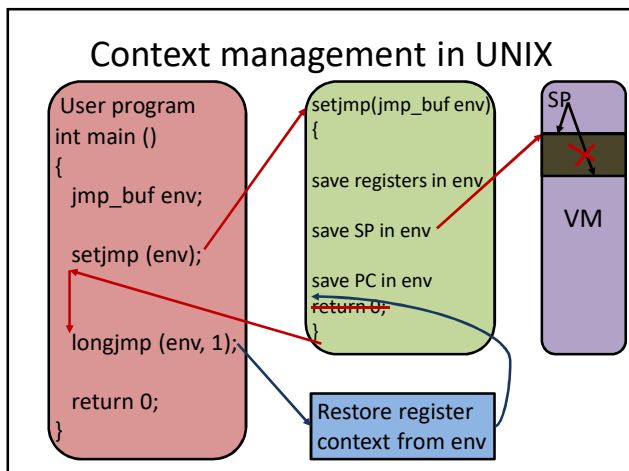 Context management in UNIX
User program
int main ()
{
jmp_buf env;
setjmp (env);
longjmp (env, 1);
return 0;
}
setjmp(jmp_buf env)
{
save registers in env
save SP in env
save PC in env
return 0;
}
Restore register
context from env
SP
VM